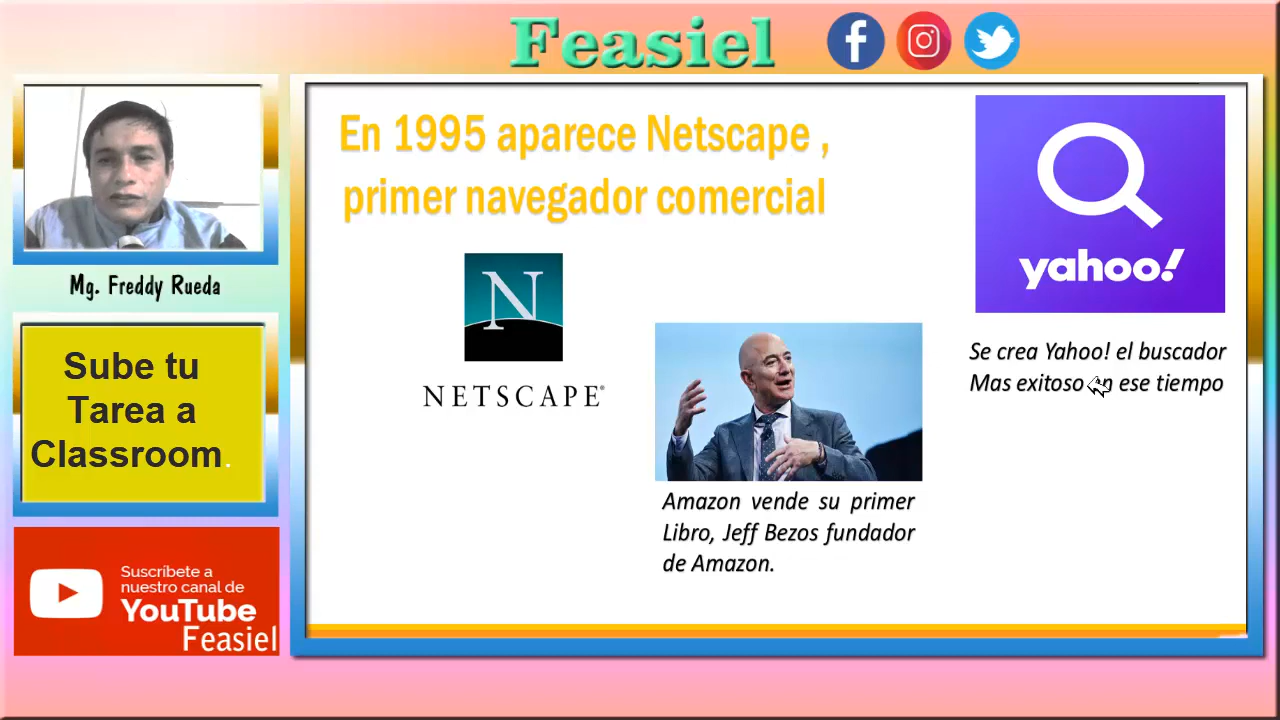 Feasiel
Mg. Freddy Rueda
Sube tu
Tarea a
Classroom.
Suscríbete a
nuestro canal de
YouTube
Feasiel
En 1995 aparece Netscape ,
primer navegador comercial
N
NETSCAPE®
Amazon vende su primer
Libro, Jeff Bezos fundador
de Amazon.
yahoo!
Se crea Yahoo! el buscador
Mas exitoso en ese tiempo